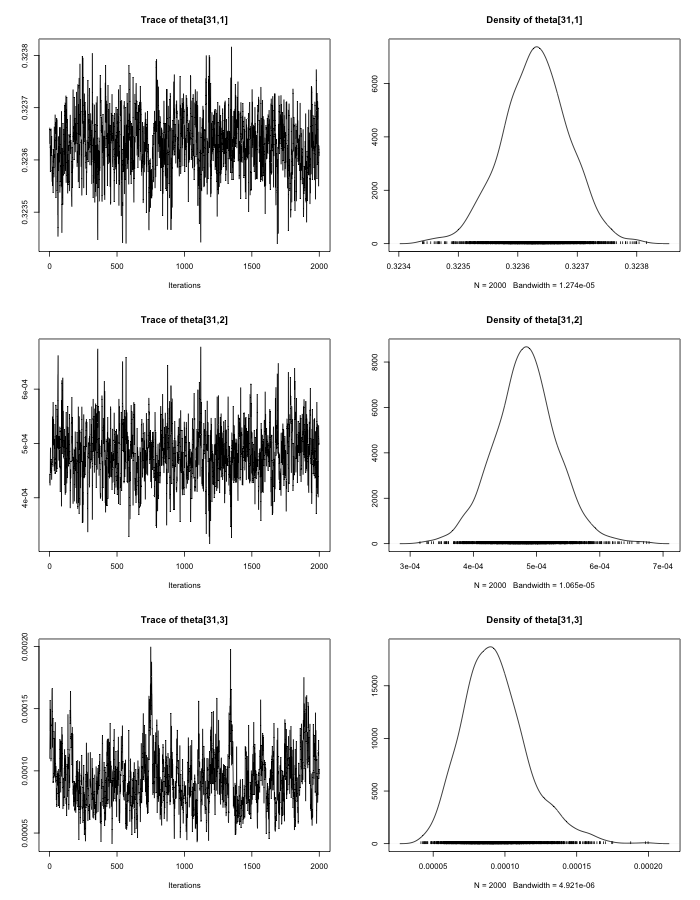 Trace of theta[31,1]
0.3238
0.3237
0.3236
0.3235
0 500 1000 1500 2000
Iterations
Density of theta[31,1]
6000
4000
2000
0
0.3234 0.3235 0.3236 0.3237 0.3238
N = 2000 Bandwidth = 1.274e-05
Trace of theta[31,2]
6e-04
5e-04
4e-04
0 500 1000 1500 2000
Iterations
Density of theta[31,2]
8000
6000
4000
2000
0
3e-04 4e-04 5e-04 6e-04 7e-04
N = 2000 Bandwidth = 1.065e-05
Trace of theta[31,3]
0.00020
0.00015
0.00010
0.00005
0 500 1000 1500 2000
Iterations
Density of theta[31,3]
15000
10000
5000
0
0.00005 0.00010 0.00015 0.00020
N = 2000 Bandwidth = 4.921e-06